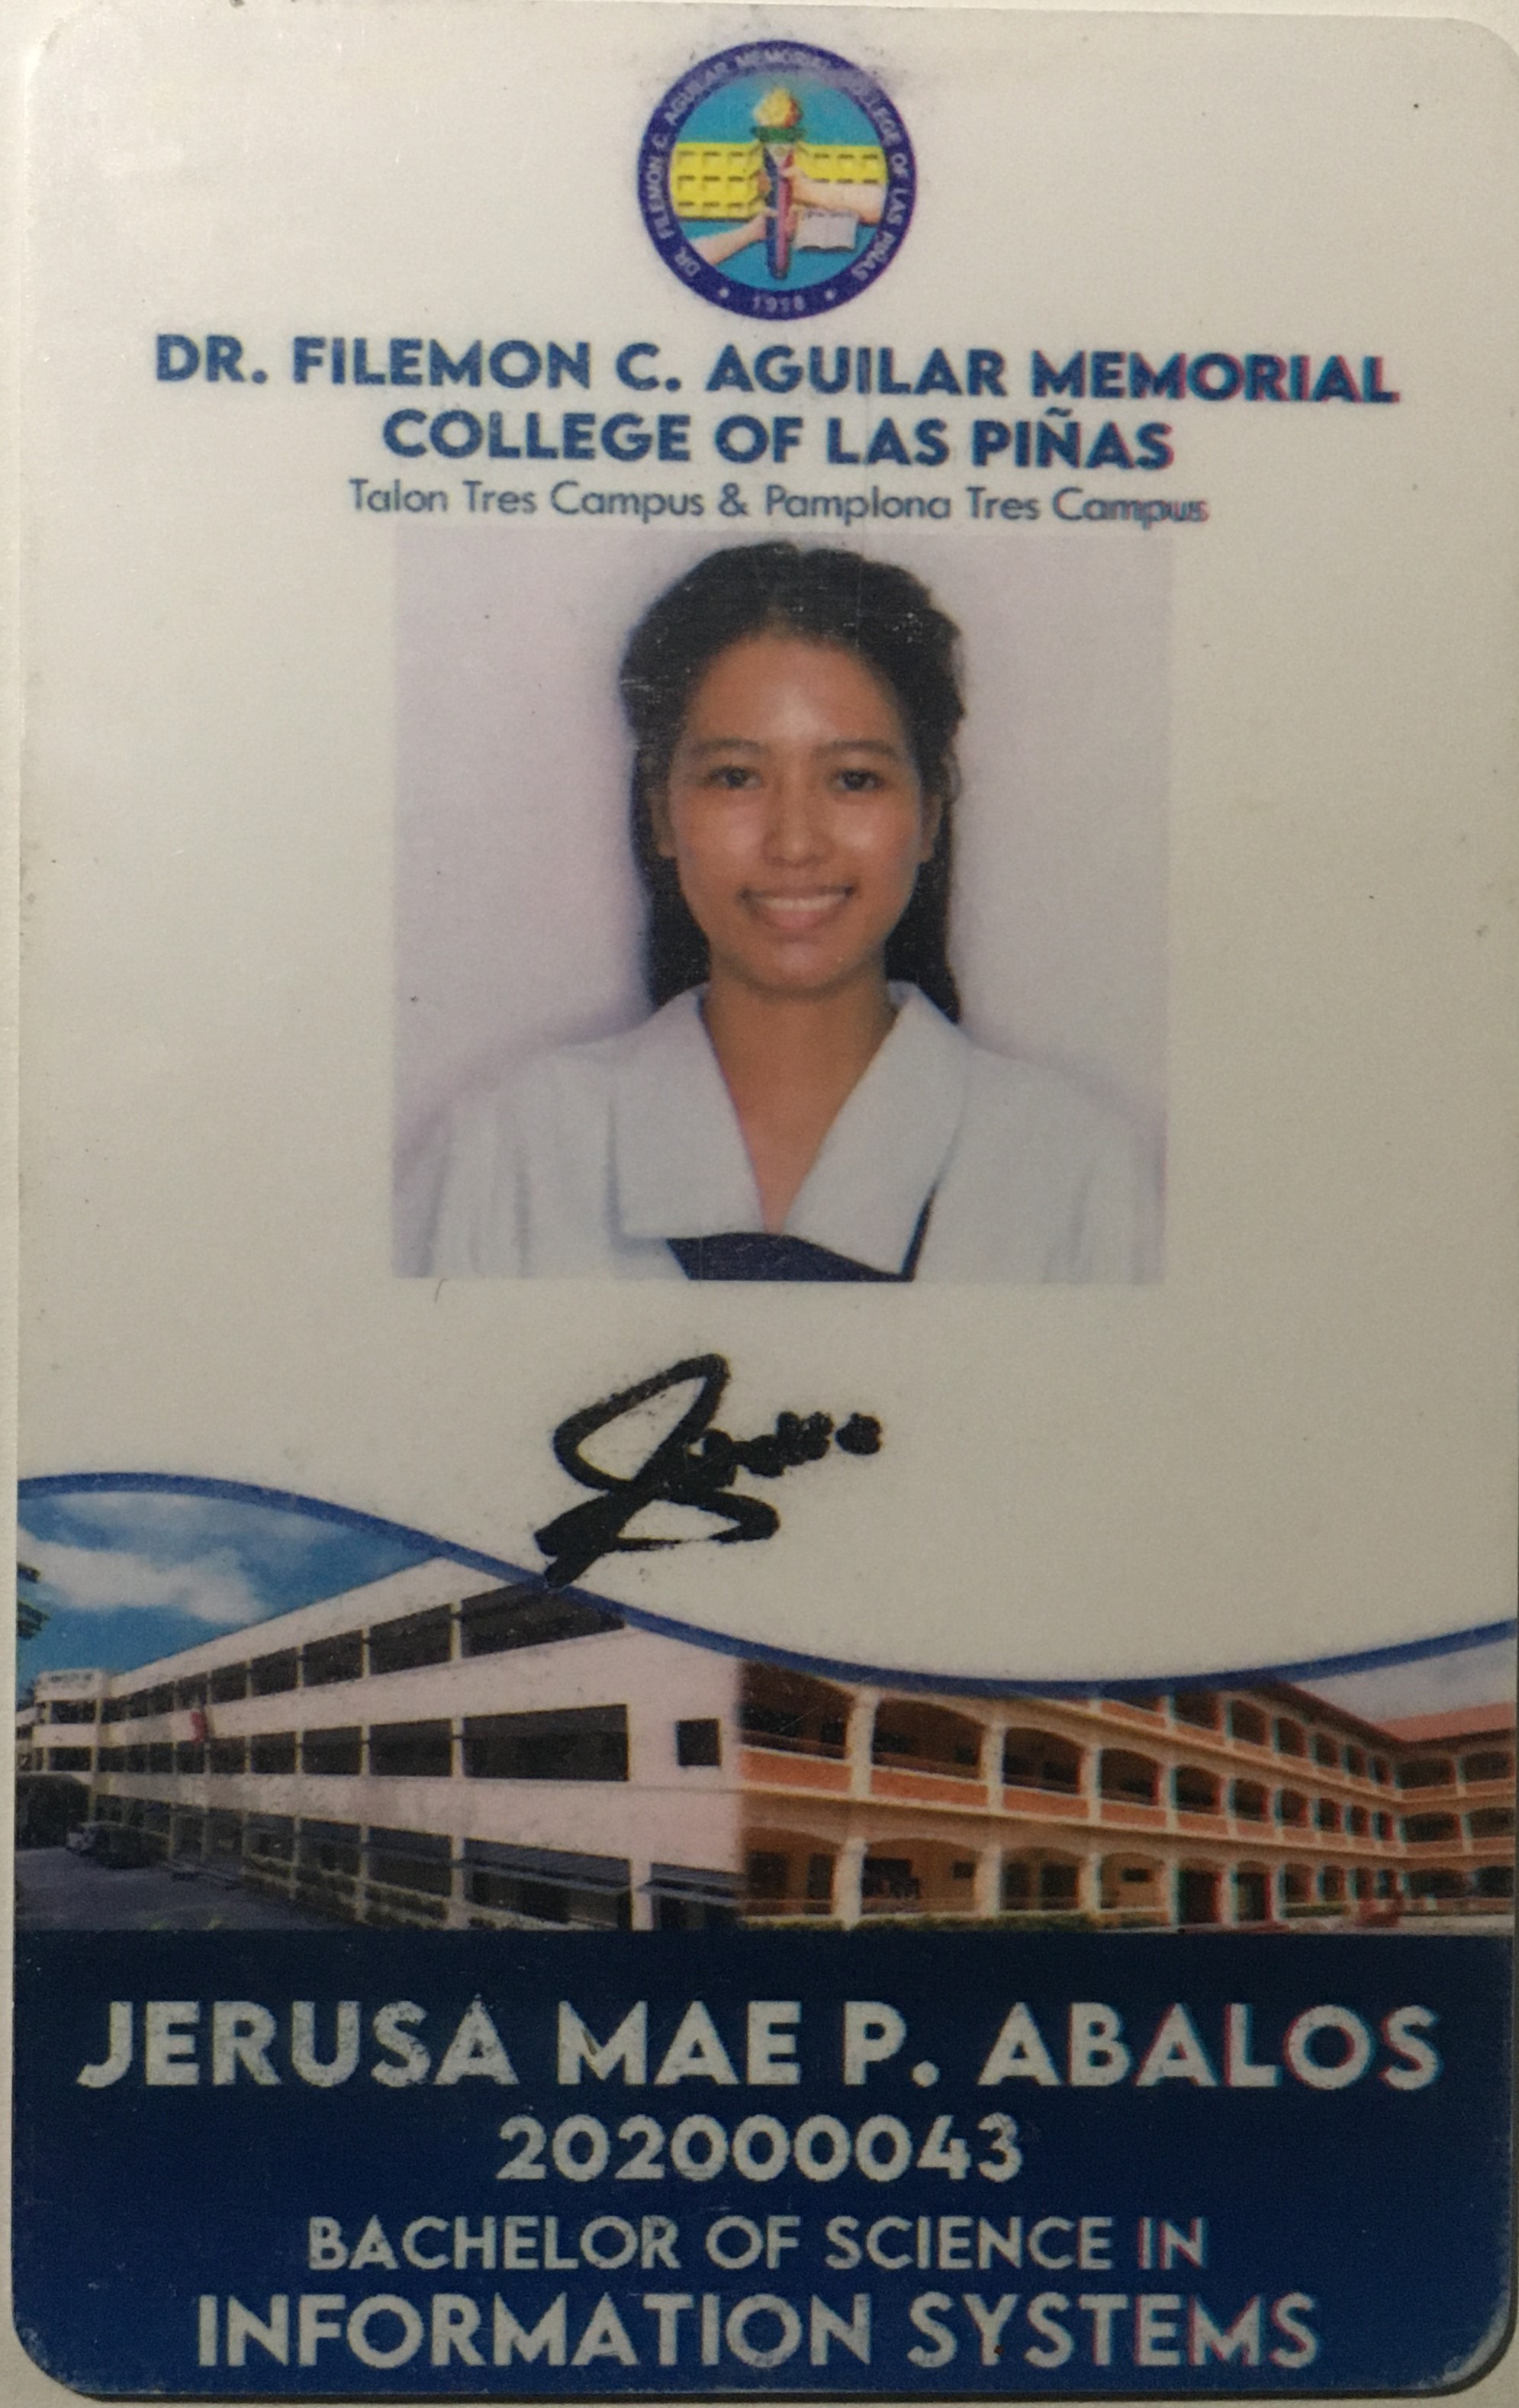 DR. FILEMON C. AGUILAR MEMORIAL COLLEGE OF LAS PIÑAS
1998
DR. FILEMON C. AGUILAR MEMORIAL
COLLEGE OF LAS PIÑAS
Talon Tres Campus & Pamplona Tres Campus
JERUSA MAE P. ABALOS
202000043
BACHELOR OF SCIENCE IN
INFORMATION SYSTEMS